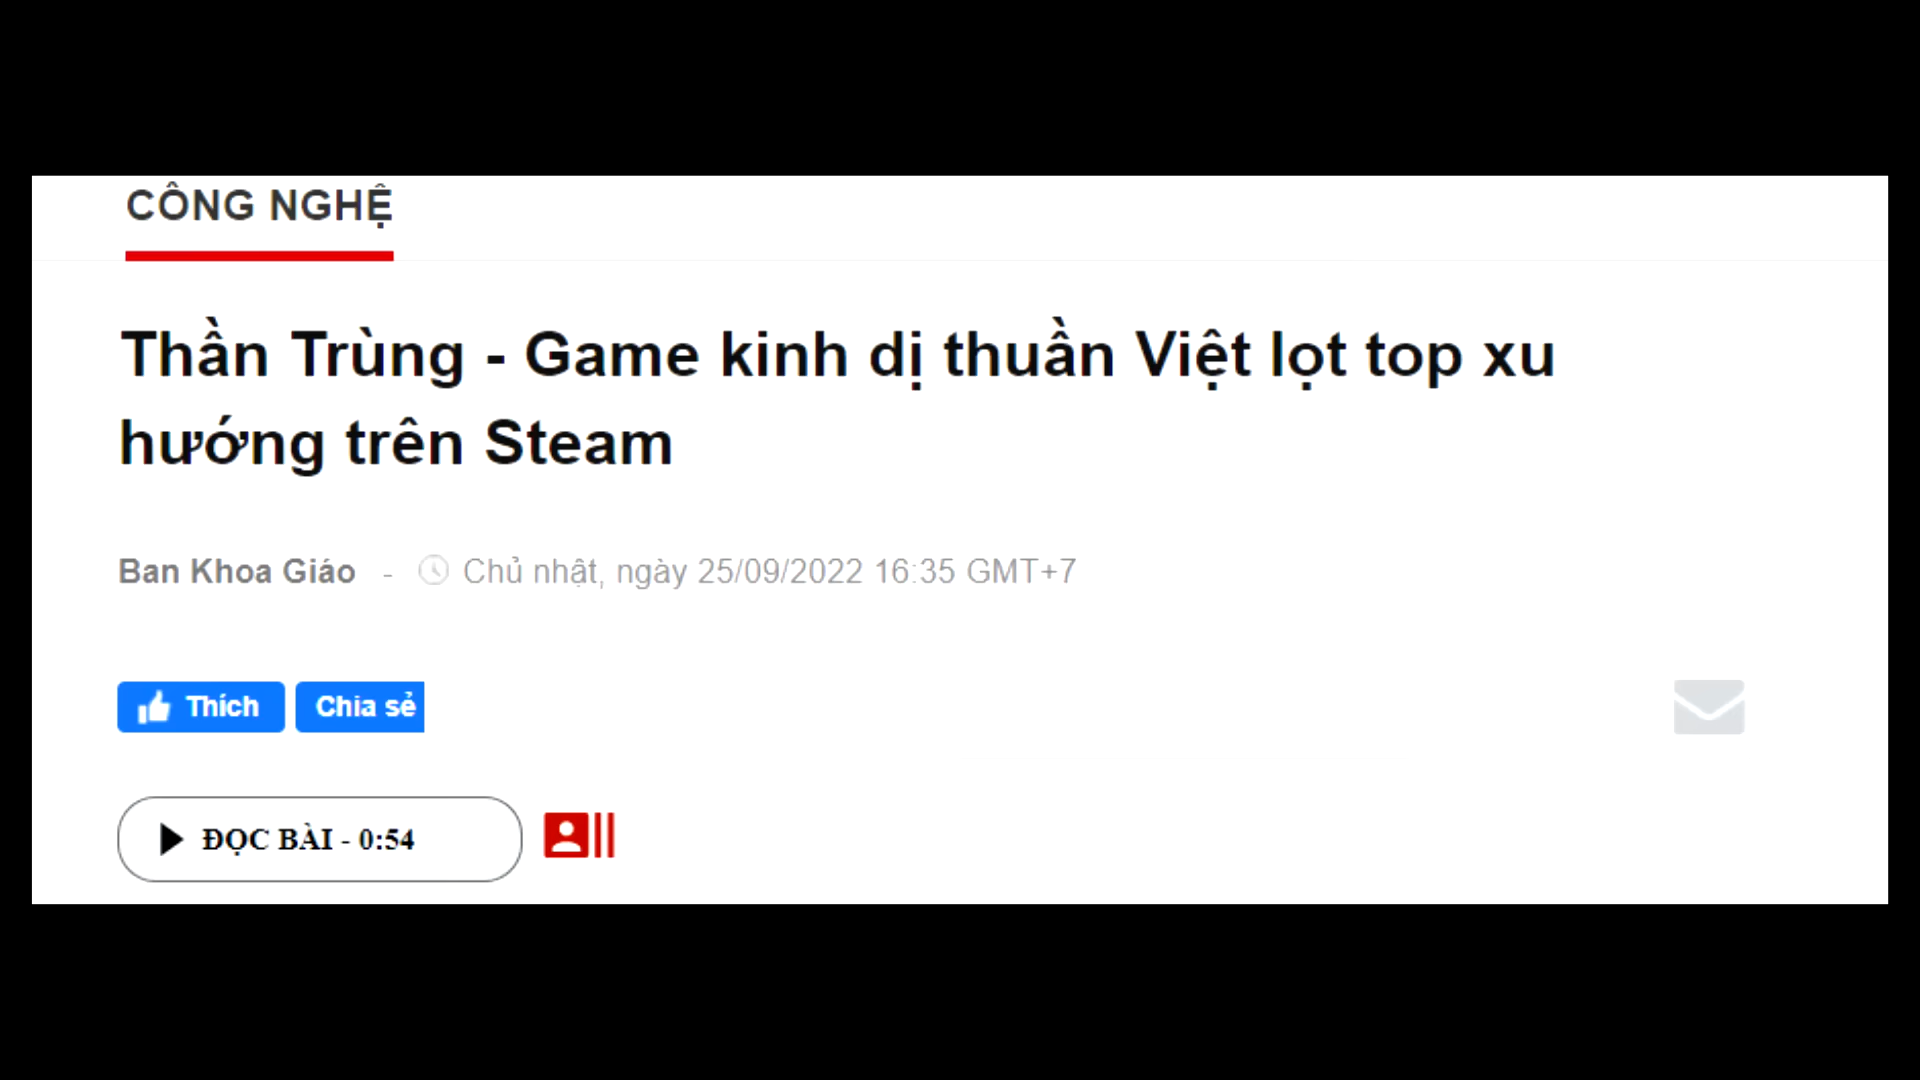 CÔNG NGHỆ
Thần Trùng - Game kinh dị thuần Việt lọt top xu
hướng trên Steam
Ban Khoa Giáo - Chủ nhật, ngày 25/09/2022 16:35 GMT+7
Thích Chia sẻ
ĐỌC BÀI - 0:54